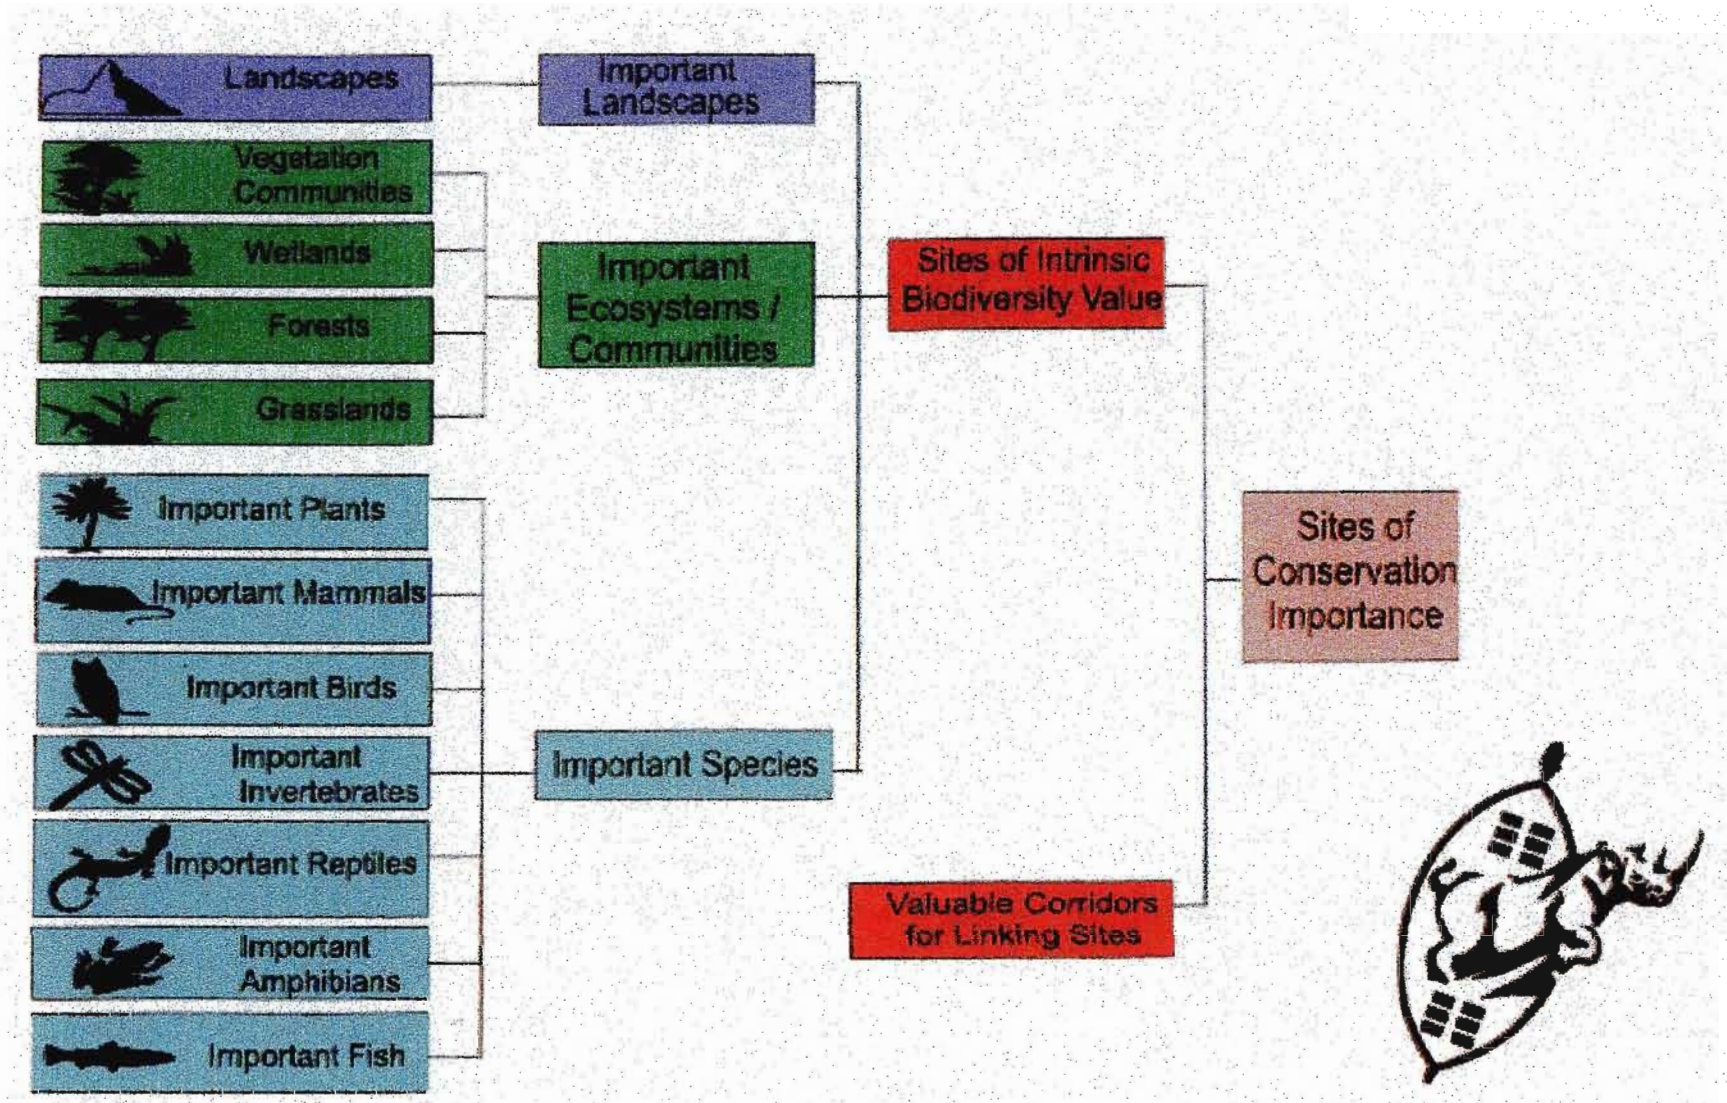 Landscapes
Vegetation
Communities
Wetlands
Forests
Grasslands
Important Plants
Important Mammals
Important Birds
Important
Invertebrates
Important Reptiles
Important
Amphibians
Important Fish
Important
Landscapes
Important
Ecosystems /
Communities
Important Species
Sites of Intrinsic
Biodiversity Value
Valuable Corridors
for Linking Sites
Sites of
Conservation
Importance